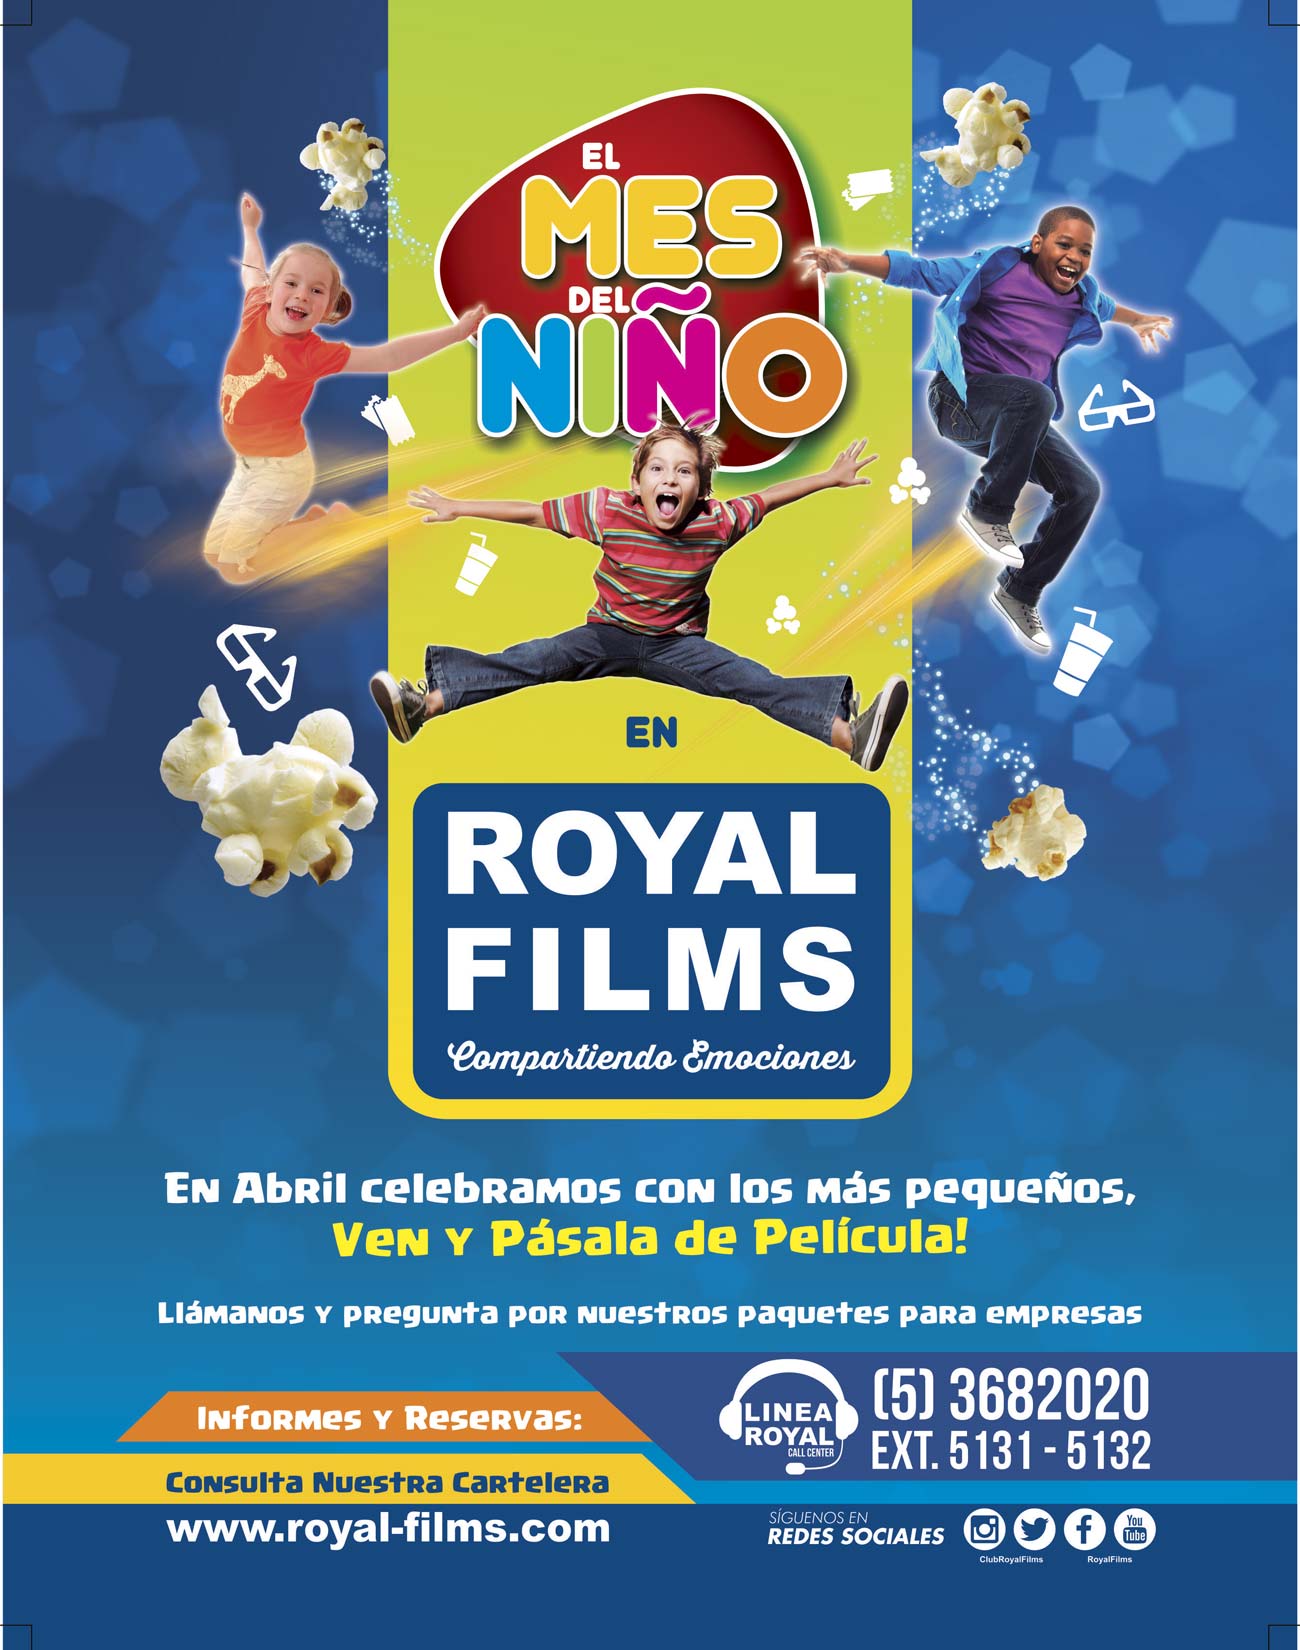 EL
MES
DEL
NIÑO
EN
ROYAL
FILMS
Compartiendo Emociones
En Abril celebramos con los más pequeños,
Ven y Pásala de Película!
Llámanos y pregunta por nuestros paquetes para empresas
Informes y Reservas:
LINEA
ROYAL
CALL CENTER
(5) 3682020
EXT. 5131 - 5132
Consulta Nuestra Cartelera
www.royal-films.com
SÍGUENOS EN
REDES SOCIALES
You
Tube
ClubRoyalFilms
RoyalFilms